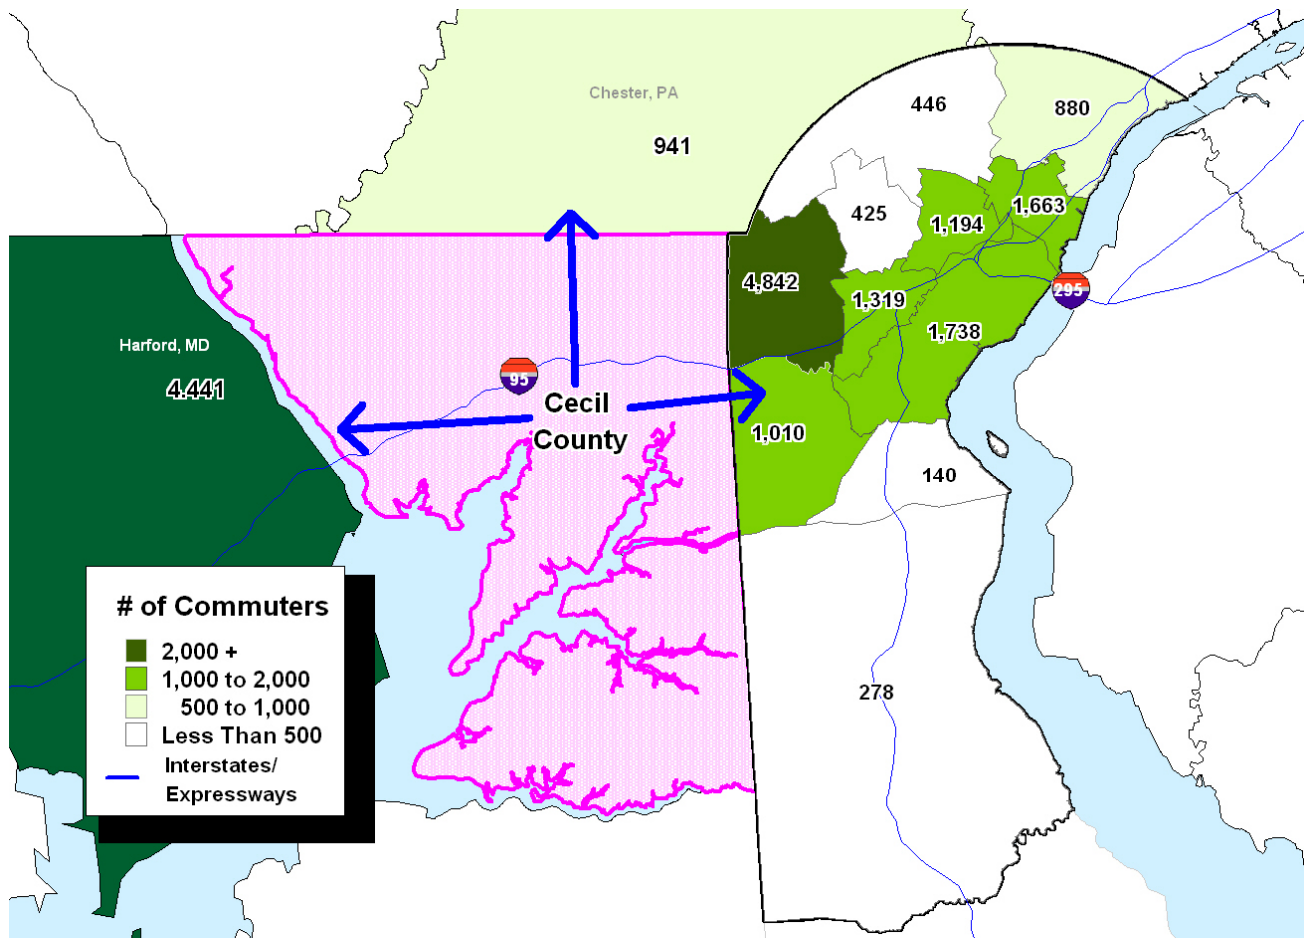 Chester, PA
941
446
880
425
1,194
1,663
4,842
1,319
295
1,738
Harford, MD
4.441
95
Cecil
County
1,010
140
278
# of Commuters
2,000 +
1,000 to 2,000
500 to 1,000
Less Than 500
Interstates/
Expressways